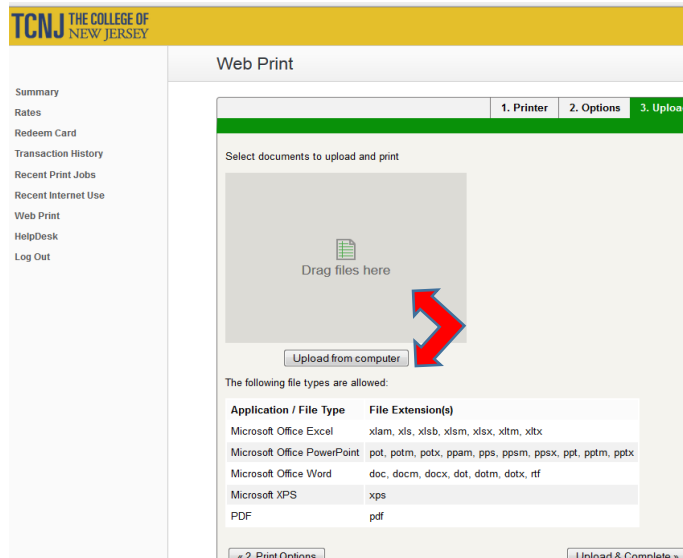 TCNJ THE COLLEGE OF
NEW JERSEY
Web Print
Summary
Rates
Redeem Card
Transaction History
Recent Print Jobs
Recent Internet Use
Web Print
HelpDesk
Log Out
1. Printer 2. Options 3. Uploa
Select documents to upload and print
Drag files here
Upload from computer
The following file types are allowed:
Application / File Type File Extension(s)
Microsoft Office Excel xlam, xls, xlsb, xlsm, xlsx, xltm, xltx
Microsoft Office PowerPoint pot, potm, potx, ppam, pps, ppsm, ppsx, ppt, pptm, pptx
Microsoft Office Word doc, docm, docx, dot, dotm, dotx, rtf
Microsoft XPS xps
PDF pdf
« 2. Print Options Upload & Complete »